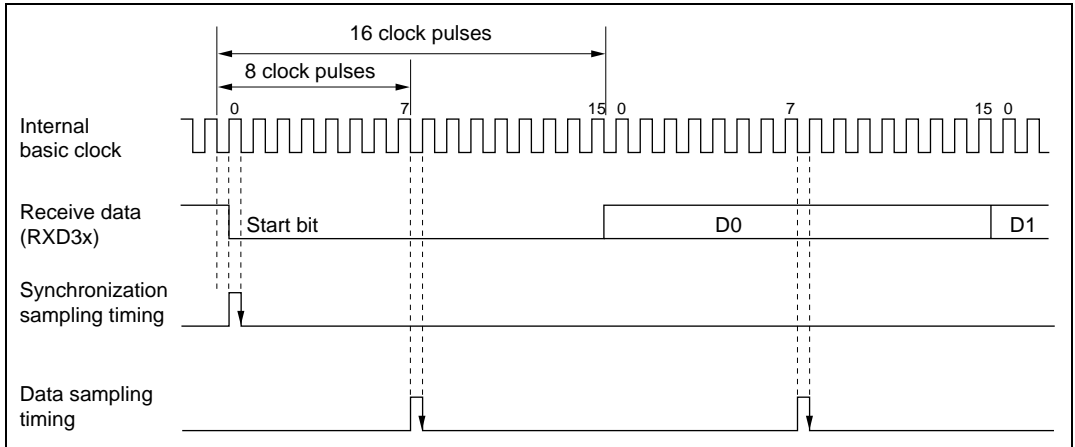 16 clock pulses
8 clock pulses
0 7 15 0 7 15 0
Internal
basic clock
Receive data
(RXD3x)
Start bit D0 D1
Synchronization
sampling timing
Data sampling
timing